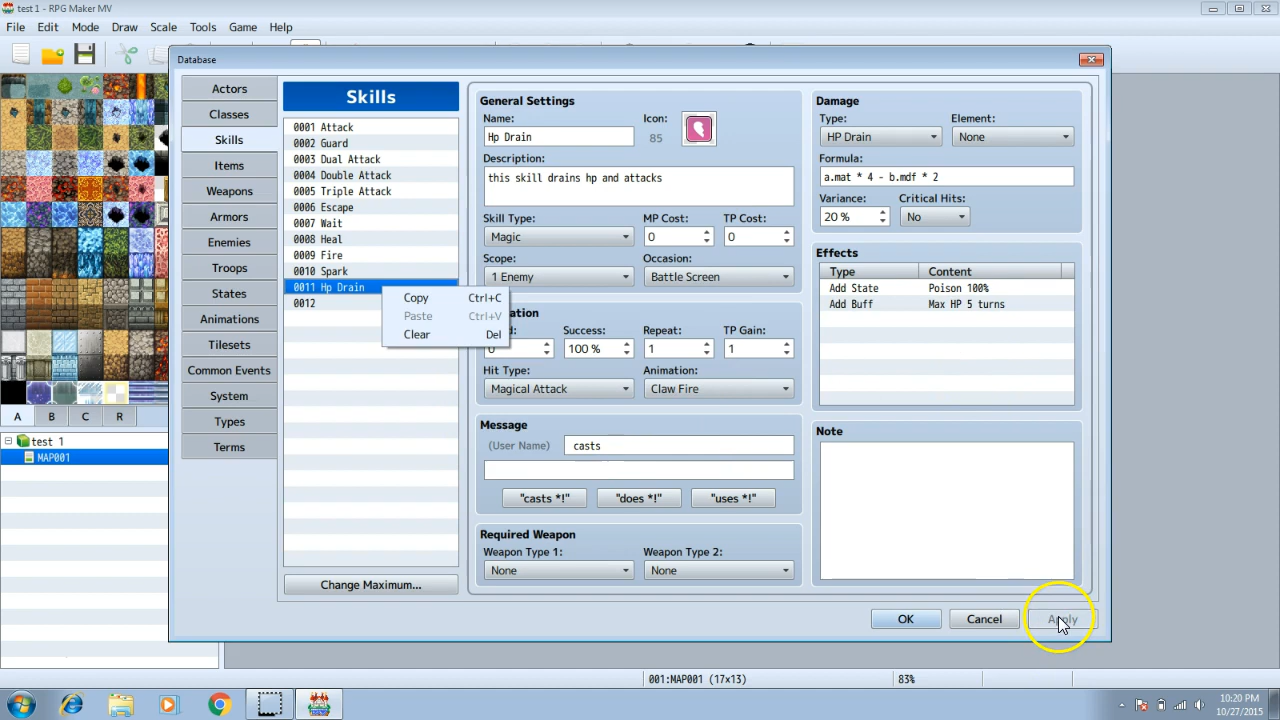 test 1 - RPG Maker MV
File Edit Mode Draw Scale Tools Game Help
Database
Actors
Classes
Skills
Items
Weapons
Armors
Enemies
Troops
States
Animations
Tilesets
Common Events
System
Types
Terms
Skills
0001 Attack
0002 Guard
0003 Dual Attack
0004 Double Attack
0005 Triple Attack
0006 Escape
0007 Wait
0008 Heal
0009 Fire
0010 Spark
0011 Hp Drain
0012
Copy Ctrl+C
Paste Ctrl+V
Clear Del
Change Maximum...
General Settings
Name: Icon:
Hp Drain 85
Description:
this skill drains hp and attacks
Skill Type: MP Cost: TP Cost:
Magic 0 0
Scope: Occasion:
1 Enemy Battle Screen
Success: Repeat: TP Gain:
0 100 % 1 1
Hit Type: Animation:
Magical Attack Claw Fire
Message
(User Name) casts
"casts *!" "does *!" "uses *!"
Required Weapon
Weapon Type 1: Weapon Type 2:
None None
Damage
Type: Element:
HP Drain None
Formula:
a.mat * 4 - b.mdf * 2
Variance: Critical Hits:
20 % No
Effects
Type Content
Add State Poison 100%
Add Buff Max HP 5 turns
Note
OK Cancel Apply
A B C R
test 1
MAP001
001:MAP001 (17x13) 83%
10:20 PM
10/27/2015